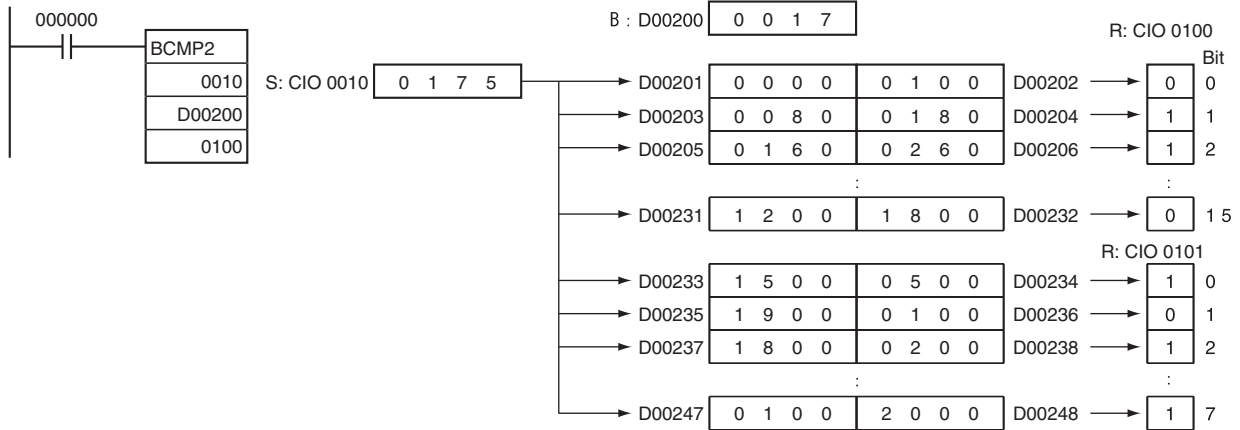 000000
BCMP2
0010
D00200
0100
B : D00200 0 0 1 7
R: CIO 0100
Bit
S: CIO 0010 0 1 7 5
D00201 0 0 0 0 0 1 0 0 D00202 0 0
D00203 0 0 8 0 0 1 8 0 D00204 1 1
D00205 0 1 6 0 0 2 6 0 D00206 1 2
: :
D00231 1 2 0 0 1 8 0 0 D00232 0 1 5
R: CIO 0101
D00233 1 5 0 0 0 5 0 0 D00234 1 0
D00235 1 9 0 0 0 1 0 0 D00236 0 1
D00237 1 8 0 0 0 2 0 0 D00238 1 2
: :
D00247 0 1 0 0 2 0 0 0 D00248 1 7